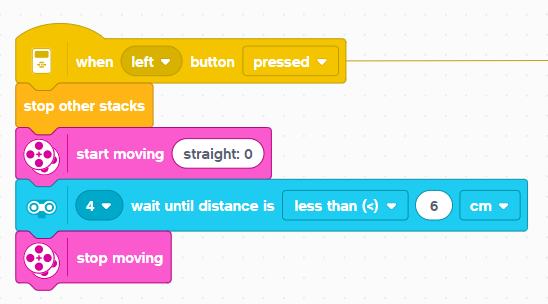 when left button pressed
stop other stacks
start moving straight: 0
4 wait until distance is less than (<) 6 cm
stop moving